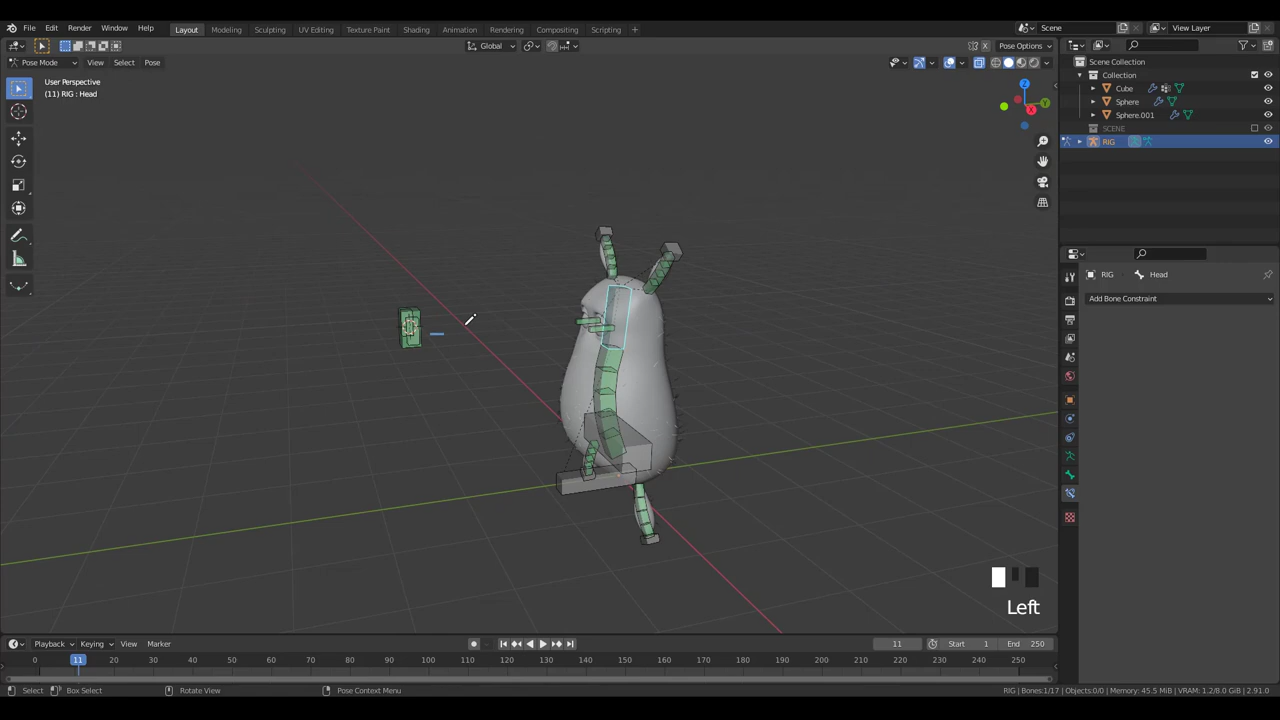 File Edit Render Window Help Layout Modeling Sculpting UV Editing Texture Paint Shading Animation Rendering Compositing Scripting + Scene View Layer
Global Pose Options
Pose Mode View Select Pose
User Perspective
(11) RIG : Head
Z
Y
X
Scene Collection
Collection
Cube
Sphere
Sphere.001
SCENE
RIG
RIG Head
Add Bone Constraint
Left
Playback Keying View Marker 11 Start 1 End 250
0 11 20 30 40 50 60 70 80 90 100 110 120 130 140 150 160 170 180 190 200 210 220 230 240 250
Select Box Select Rotate View Pose Context Menu RIG | Bones:1/17 | Objects:0/0 | Memory: 45.5 MiB | VRAM: 1.2/8.0 GiB | 2.91.0